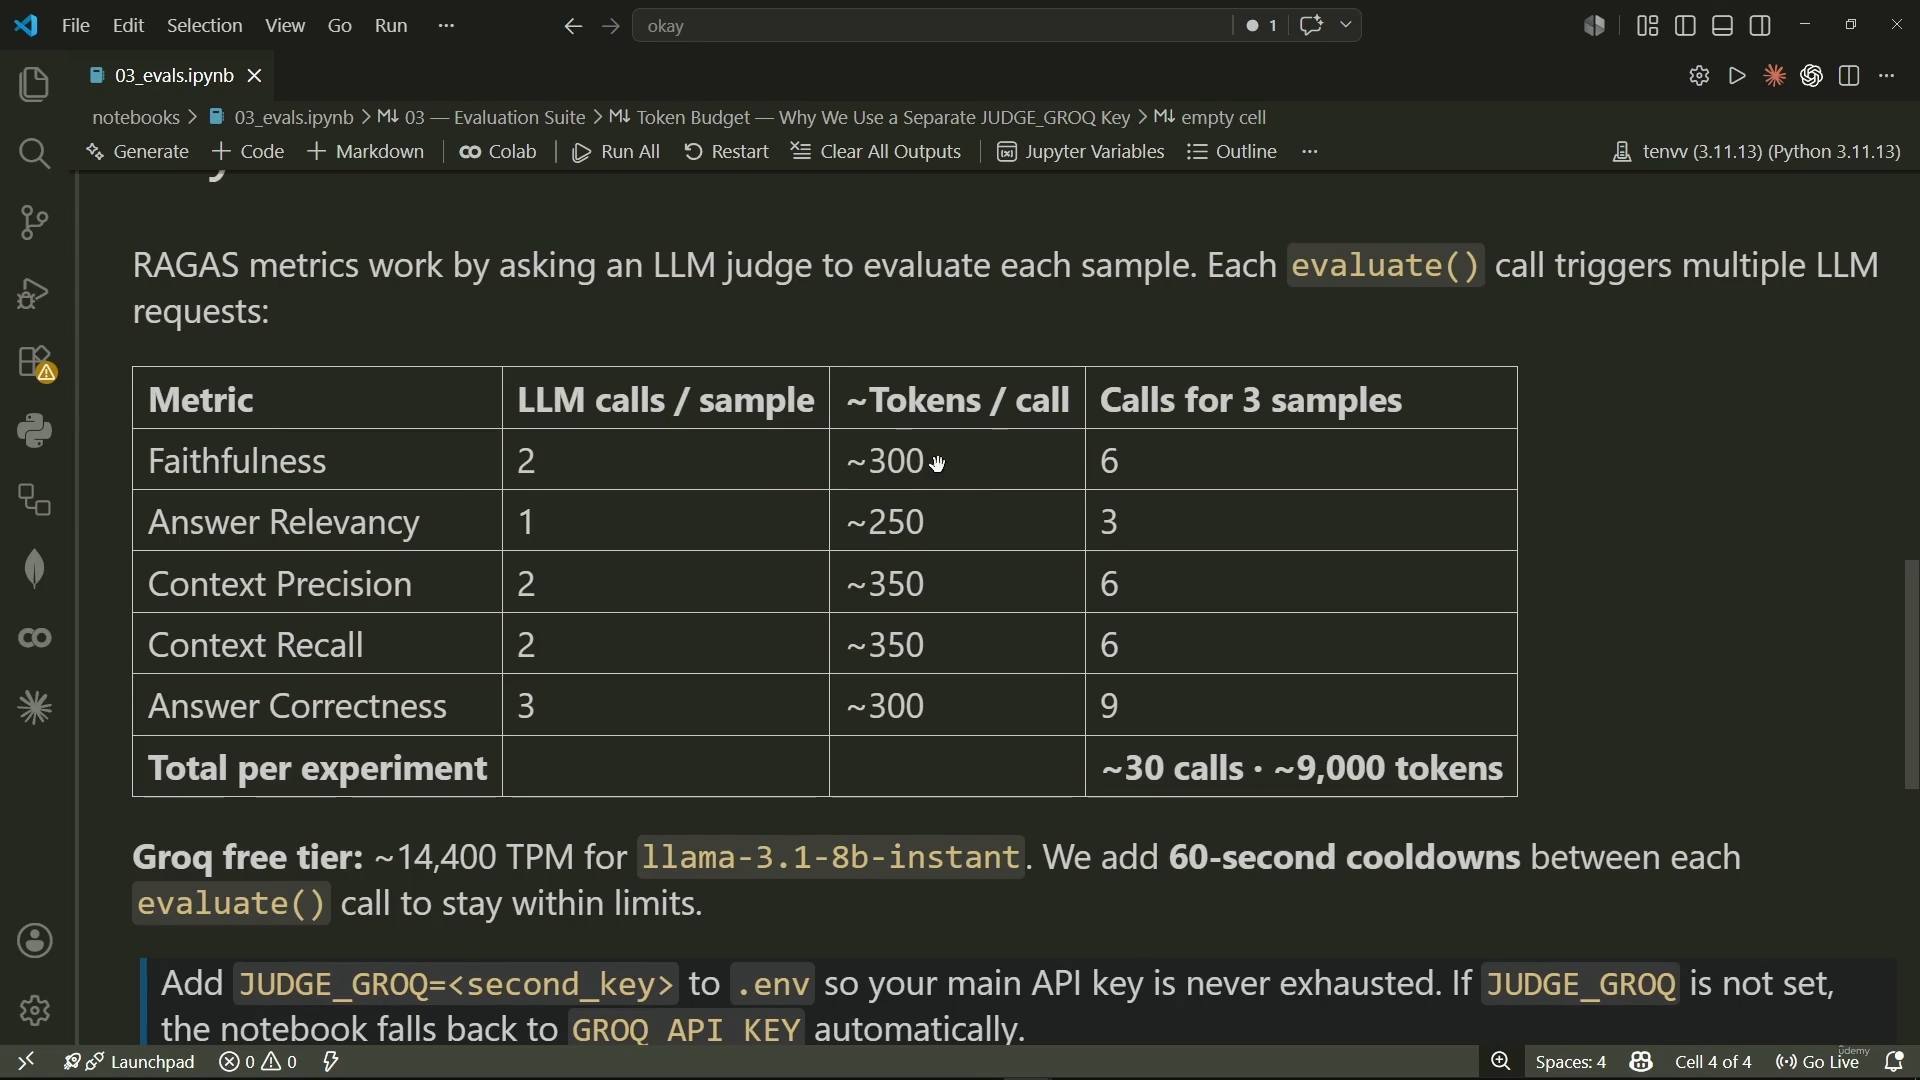 File Edit Selection View Go Run ···
okay
1
03_evals.ipynb
notebooks > 03_evals.ipynb > M↓ 03 — Evaluation Suite > M↓ Token Budget — Why We Use a Separate JUDGE_GROQ Key > M↓ empty cell
Generate + Code + Markdown Colab Run All Restart Clear All Outputs Jupyter Variables Outline ··· tenvv (3.11.13) (Python 3.11.13)
RAGAS metrics work by asking an LLM judge to evaluate each sample. Each evaluate() call triggers multiple LLM
requests:
Metric LLM calls / sample ~Tokens / call Calls for 3 samples
Faithfulness 2 ~300 6
Answer Relevancy 1 ~250 3
Context Precision 2 ~350 6
Context Recall 2 ~350 6
Answer Correctness 3 ~300 9
Total per experiment ~30 calls · ~9,000 tokens
Groq free tier: ~14,400 TPM for llama-3.1-8b-instant. We add 60-second cooldowns between each
evaluate() call to stay within limits.
Add JUDGE_GROQ=<second_key> to .env so your main API key is never exhausted. If JUDGE_GROQ is not set,
the notebook falls back to GROQ_API_KEY automatically.
Launchpad 0 0 Spaces: 4 Cell 4 of 4 Go Live
udemy